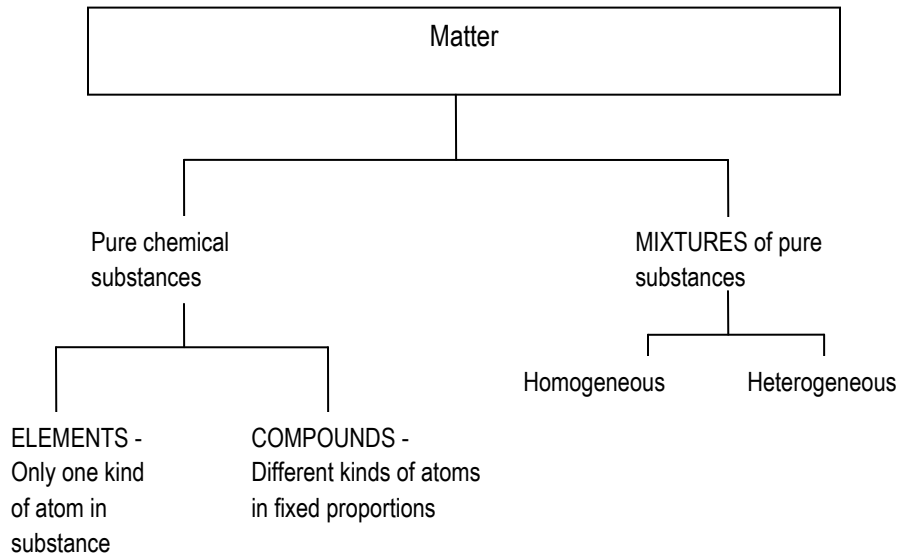 Matter
Pure chemical
substances
MIXTURES of pure
substances
Homogeneous
Heterogeneous
ELEMENTS -
Only one kind
of atom in
substance
COMPOUNDS -
Different kinds of atoms
in fixed proportions